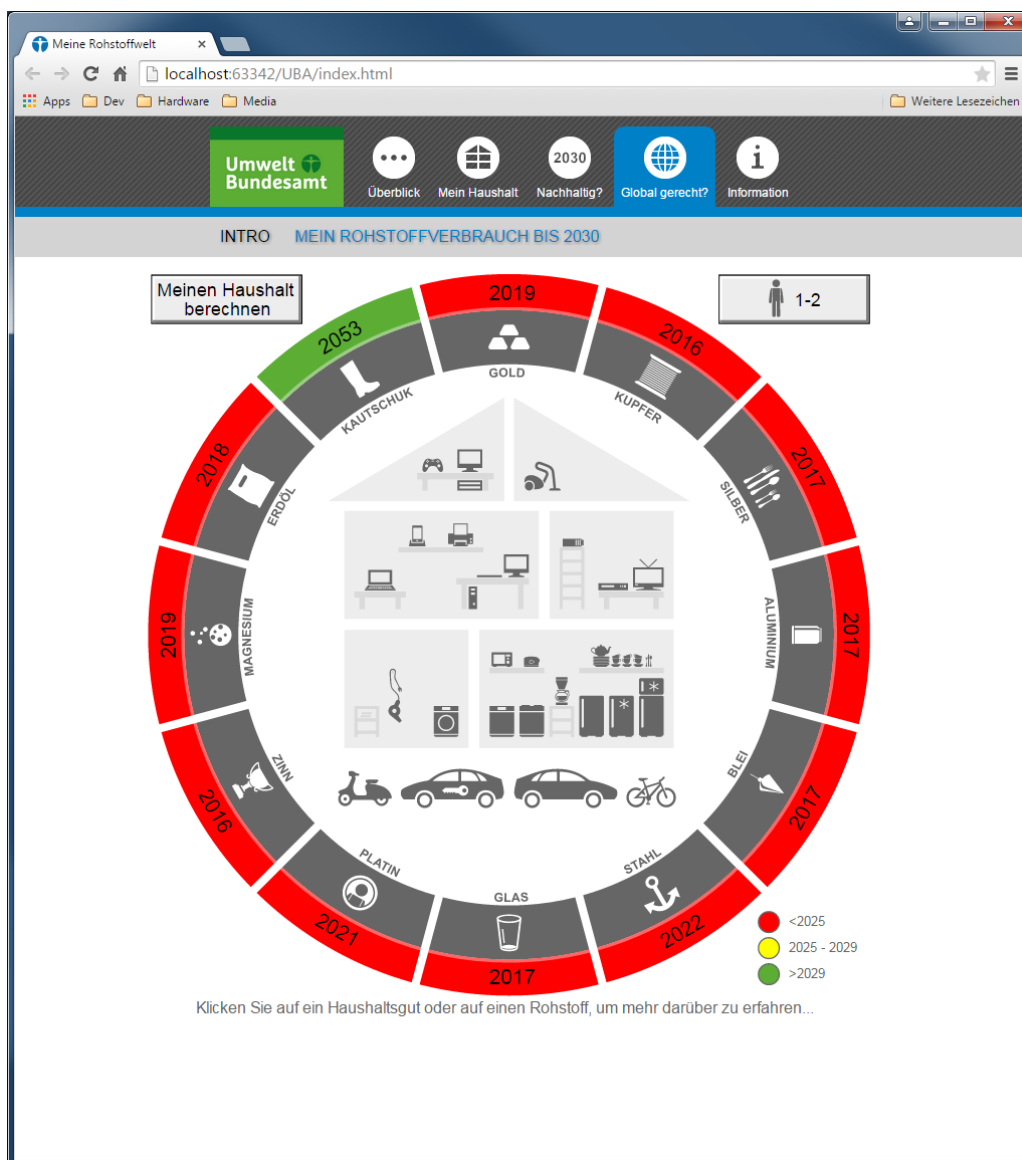 Meine Rohstoffwelt
localhost:63342/UBA/index.html
Apps Dev Hardware Media Weitere Lesezeichen
Umwelt
Bundesamt
2030
Überblick Mein Haushalt Nachhaltig? Global gerecht? Information
INTRO MEIN ROHSTOFFVERBRAUCH BIS 2030
Meinen Haushalt
berechnen
1-2
2019
GOLD
2016
KUPFER
2017
SILBER
2017
ALUMINIUM
2017
BLEI
2022
STAHL
2017
GLAS
2021
PLATIN
2016
ZINN
2019
MAGNESIUM
2018
ERDÖL
2053
KAUTSCHUK
<2025
2025 - 2029
>2029
Klicken Sie auf ein Haushaltsgut oder auf einen Rohstoff, um mehr darüber zu erfahren...